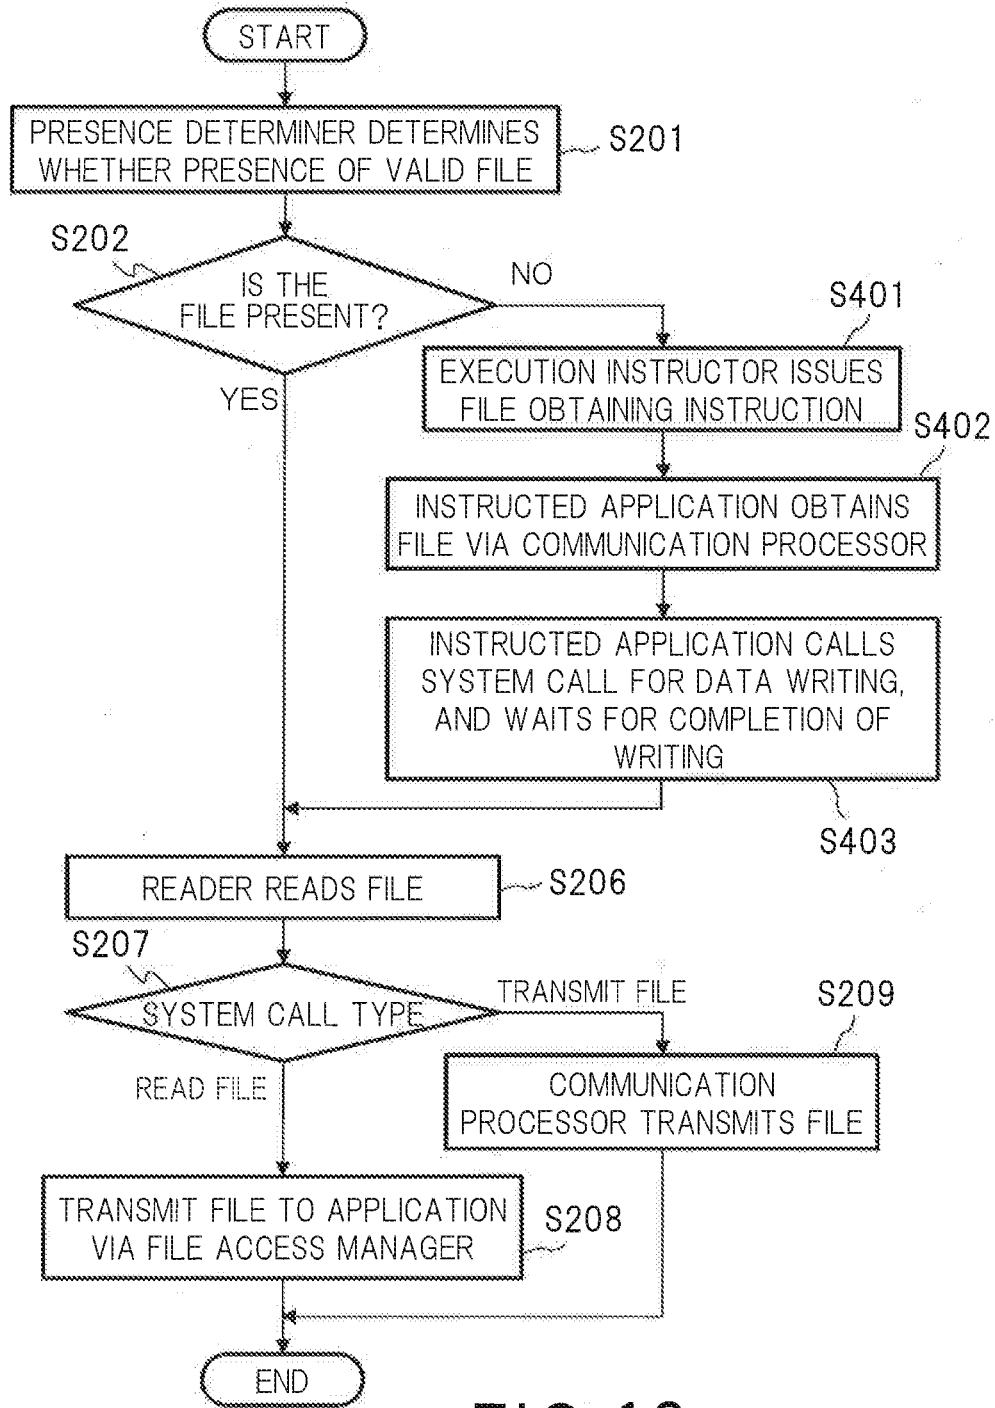 START
PRESENCE DETERMINER DETERMINES
WHETHER PRESENCE OF VALID FILE
S201
S202
IS THE
FILE PRESENT?
NO
YES
S401
EXECUTION INSTRUCTOR ISSUES
FILE OBTAINING INSTRUCTION
S402
INSTRUCTED APPLICATION OBTAINS
FILE VIA COMMUNICATION PROCESSOR
INSTRUCTED APPLICATION CALLS
SYSTEM CALL FOR DATA WRITING,
AND WAITS FOR COMPLETION OF
WRITING
S403
READER READS FILE
S206
S207
SYSTEM CALL TYPE
TRANSMIT FILE
READ FILE
S209
COMMUNICATION
PROCESSOR TRANSMITS FILE
TRANSMIT FILE TO APPLICATION
VIA FILE ACCESS MANAGER
S208
END